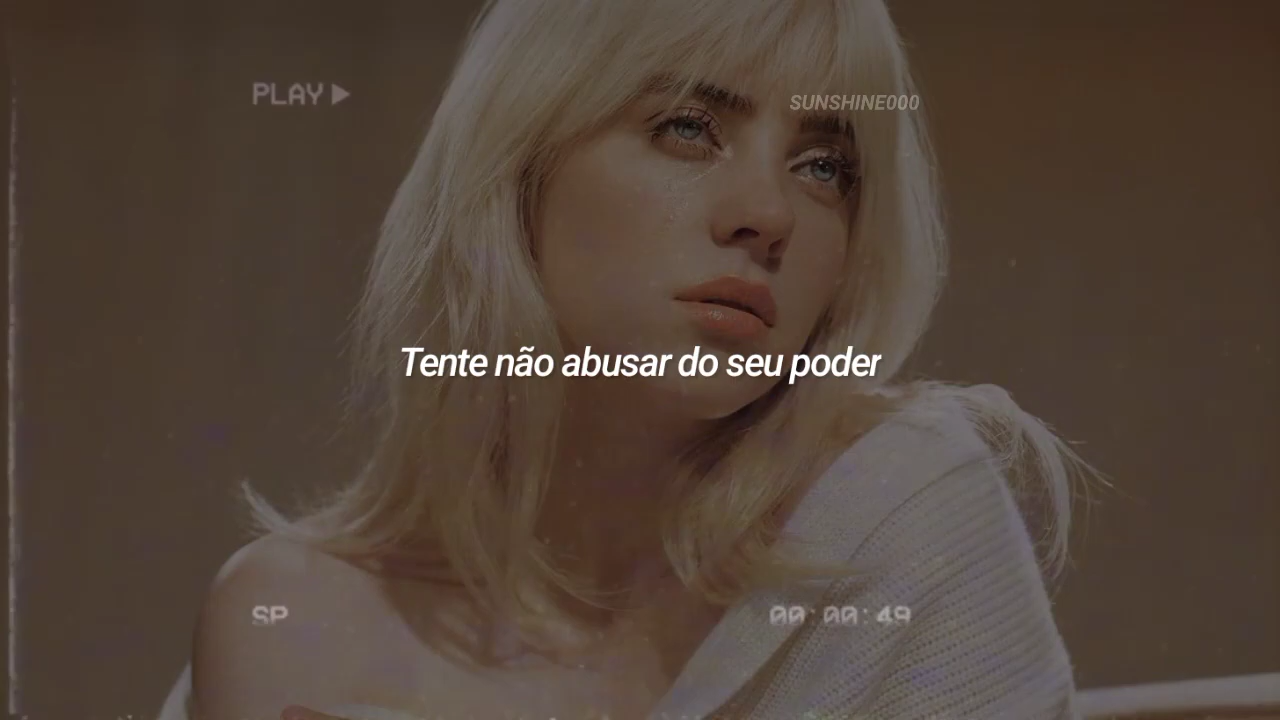 PLAY
SUNSHINE000
Tente não abusar do seu poder
SP
00:00:49